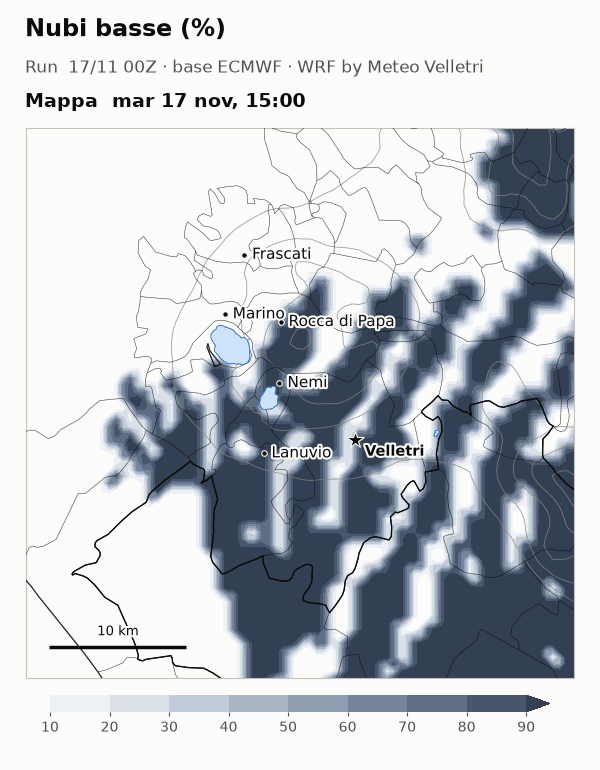 Nubi basse (%)
Run  17/11 00Z · base ECMWF · WRF by Meteo Velletri
Mappa  mar 17 nov, 15:00
Frascati
Marino
Rocca di Papa
Nemi
Velletri
Lanuvio
10 km
10 20 30 40 50 60 70 80 90